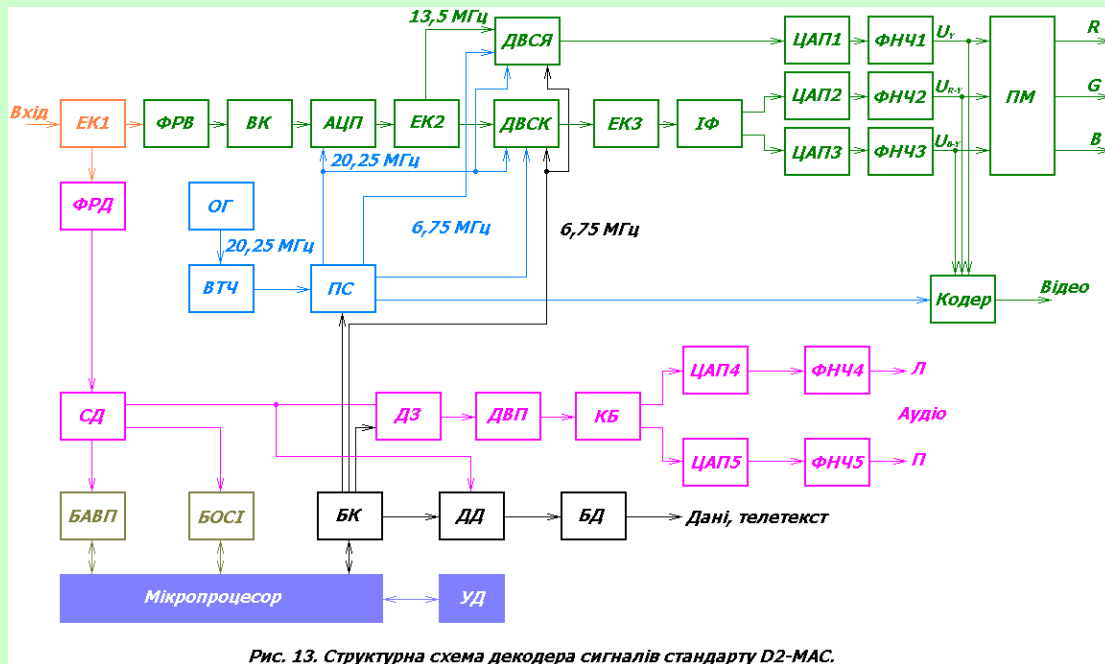 13,5 МГц
ДВСЯ
ЦАП1
ФНЧ1
U_Y
R
Вхід
ЕК1
ФРВ
ВК
АЦП
ЕК2
ДВСК
ЕК3
ІФ
ЦАП2
ФНЧ2
U_R-Y
ПМ
G
ЦАП3
ФНЧ3
U_B-Y
B
20,25 МГц
ФРД
ОГ
20,25 МГц
6,75 МГц
6,75 МГц
ВТЧ
ПС
Кодер
Відео
ЦАП4
ФНЧ4
Л
СД
ДЗ
ДВП
КБ
Аудіо
ЦАП5
ФНЧ5
П
БАВП
БОСІ
БК
ДД
БД
Дані, телетекст
Мікропроцесор
УД
Рис. 13. Структурна схема декодера сигналів стандарту D2-MAC.